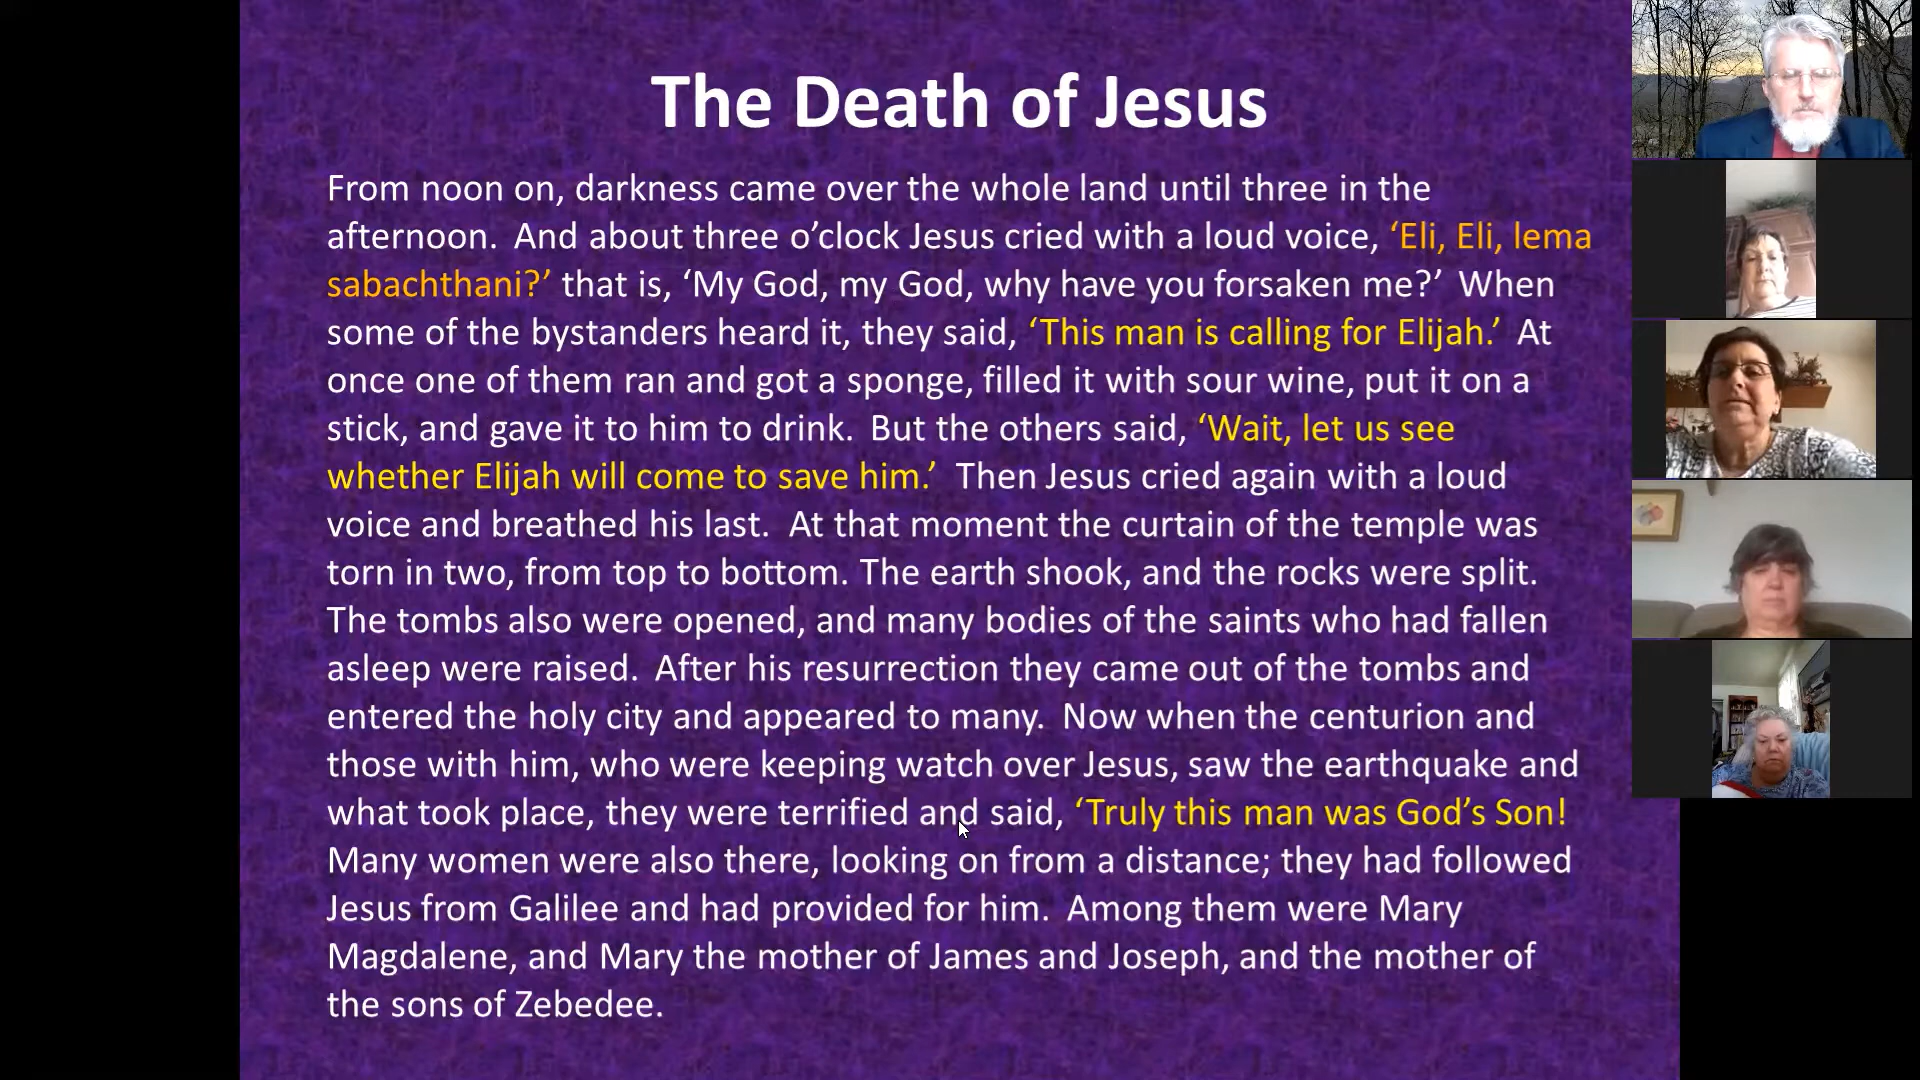 The Death of Jesus
From noon on, darkness came over the whole land until three in the
afternoon.  And about three o’clock Jesus cried with a loud voice, ‘Eli, Eli, lema
sabachthani?’ that is, ‘My God, my God, why have you forsaken me?’  When
some of the bystanders heard it, they said, ‘This man is calling for Elijah.’  At
once one of them ran and got a sponge, filled it with sour wine, put it on a
stick, and gave it to him to drink.  But the others said, ‘Wait, let us see
whether Elijah will come to save him.’  Then Jesus cried again with a loud
voice and breathed his last.  At that moment the curtain of the temple was
torn in two, from top to bottom. The earth shook, and the rocks were split.
The tombs also were opened, and many bodies of the saints who had fallen
asleep were raised.  After his resurrection they came out of the tombs and
entered the holy city and appeared to many.  Now when the centurion and
those with him, who were keeping watch over Jesus, saw the earthquake and
what took place, they were terrified and said, ‘Truly this man was God’s Son!
Many women were also there, looking on from a distance; they had followed
Jesus from Galilee and had provided for him.  Among them were Mary
Magdalene, and Mary the mother of James and Joseph, and the mother of
the sons of Zebedee.